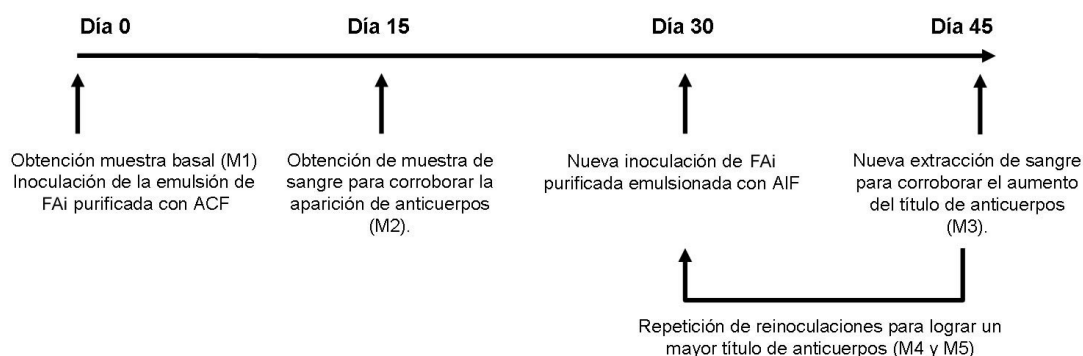 Día 0
Día 15
Día 30
Día 45
Obtención muestra basal (M1)
Inoculación de la emulsión de
FAi purificada con ACF
Obtención de muestra de
sangre para corroborar la
aparición de anticuerpos
(M2).
Nueva inoculación de FAi
purificada emulsionada con AIF
Nueva extracción de sangre
para corroborar el aumento
del título de anticuerpos
(M3).
Repetición de reinoculaciones para lograr un
mayor título de anticuerpos (M4 y M5)